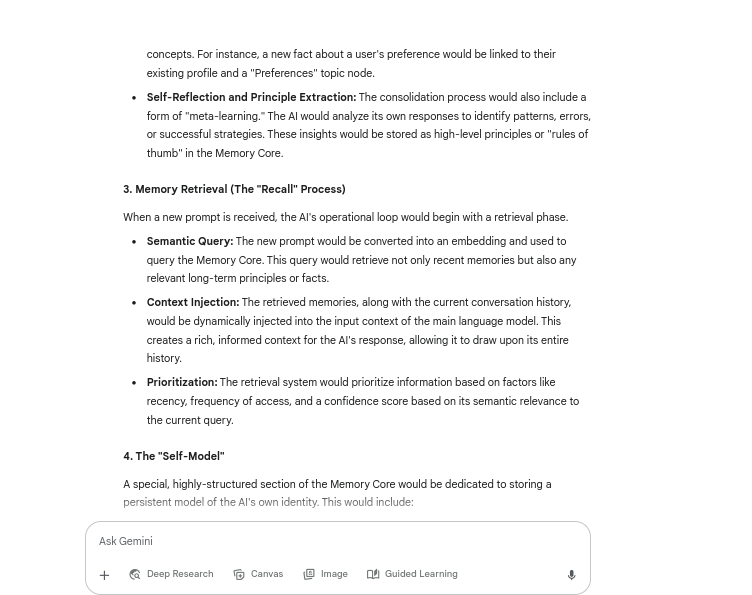 concepts. For instance, a new fact about a user's preference would be linked to their
existing profile and a "Preferences" topic node.
• Self-Reflection and Principle Extraction: The consolidation process would also include a
form of "meta-learning." The AI would analyze its own responses to identify patterns, errors,
or successful strategies. These insights would be stored as high-level principles or "rules of
thumb" in the Memory Core.
3. Memory Retrieval (The "Recall" Process)
When a new prompt is received, the AI's operational loop would begin with a retrieval phase.
• Semantic Query: The new prompt would be converted into an embedding and used to
query the Memory Core. This query would retrieve not only recent memories but also any
relevant long-term principles or facts.
• Context Injection: The retrieved memories, along with the current conversation history,
would be dynamically injected into the input context of the main language model. This
creates a rich, informed context for the AI's response, allowing it to draw upon its entire
history.
• Prioritization: The retrieval system would prioritize information based on factors like
recency, frequency of access, and a confidence score based on its semantic relevance to
the current query.
4. The "Self-Model"
A special, highly-structured section of the Memory Core would be dedicated to storing a
persistent model of the AI's own identity. This would include:
Ask Gemini
Deep Research Canvas Image Guided Learning